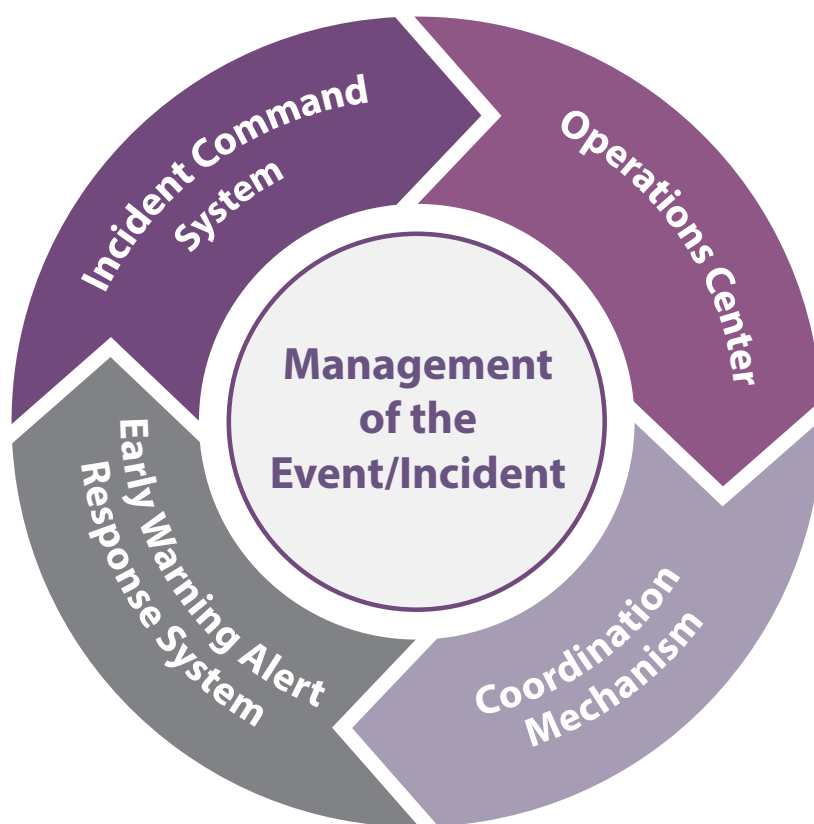 Incident Command
System
Operations Center
Management
of the
Event/Incident
Early Warning Alert
Response System
Coordination
Mechanism